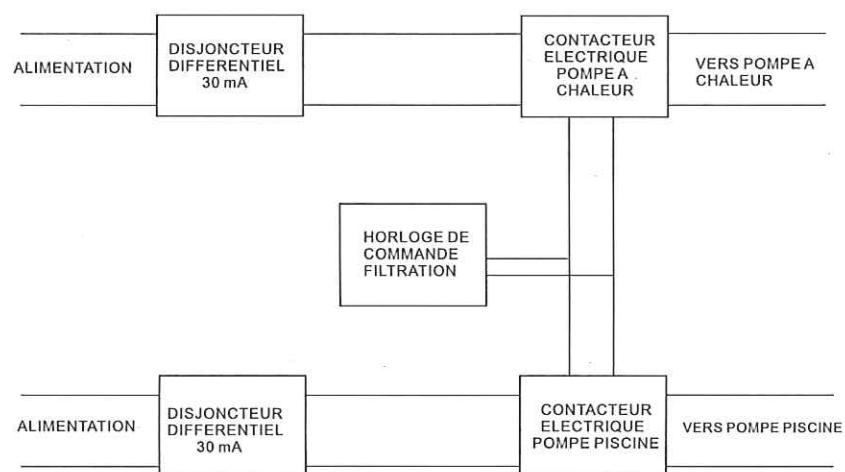 ALIMENTATION
DISJONCTEUR
DIFFERENTIEL
30 mA
CONTACTEUR
ELECTRIQUE
POMPE A
CHALEUR
VERS POMPE A
CHALEUR
HORLOGE DE
COMMANDE
FILTRATION
ALIMENTATION
DISJONCTEUR
DIFFERENTIEL
30 mA
CONTACTEUR
ELECTRIQUE
POMPE PISCINE
VERS POMPE PISCINE